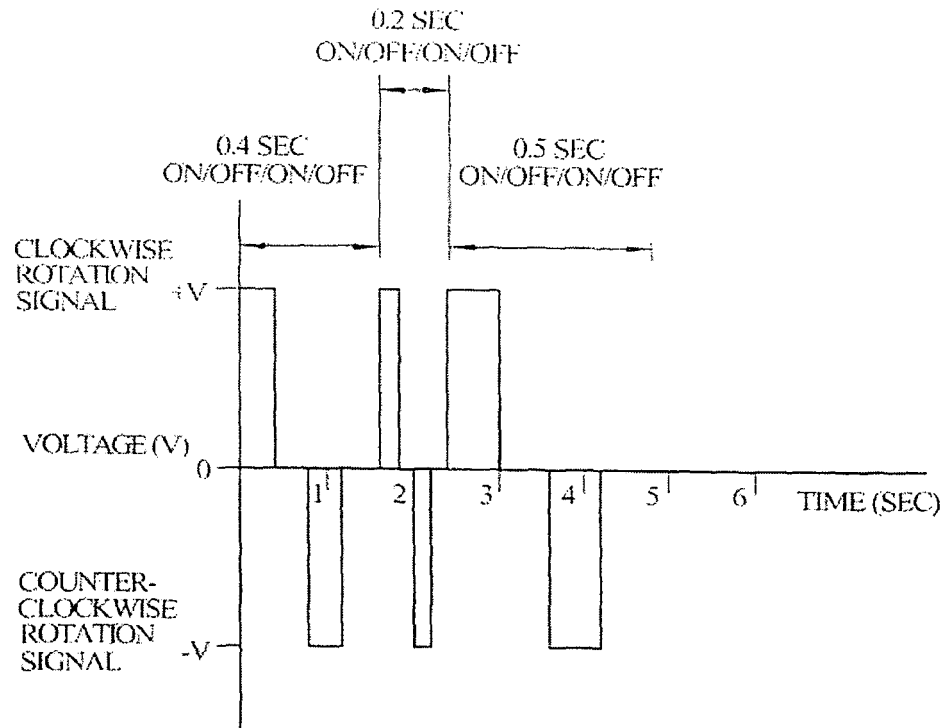 0.2 SEC
ON/OFF/ON/OFF
0.4 SEC
ON/OFF/ON/OFF
0.5 SEC
ON/OFF/ON/OFF
CLOCKWISE
ROTATION
SIGNAL
+V
VOLTAGE (V)
0
1
2
3
4
5
6
TIME (SEC)
COUNTER-
CLOCKWISE
ROTATION
SIGNAL
-V